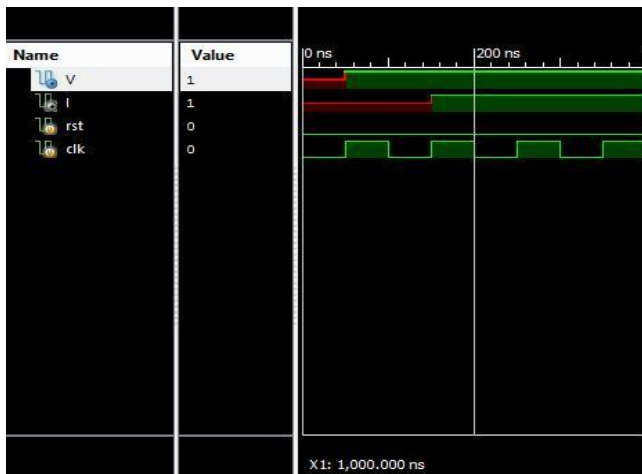 Name Value 0 ns 200 ns
V 1
I 1
rst 0
clk 0
X1: 1,000.000 ns